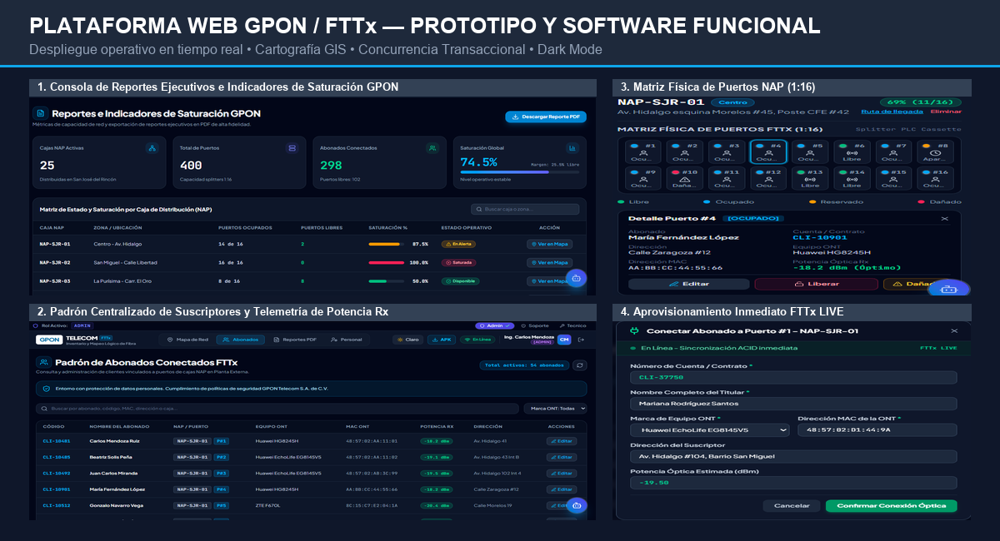 PLATAFORMA WEB GPON / FTTx — PROTOTIPO Y SOFTWARE FUNCIONAL
Despliegue operativo en tiempo real • Cartografía GIS • Concurrencia Transaccional • Dark Mode
1. Consola de Reportes Ejecutivos e Indicadores de Saturación GPON
Reportes e Indicadores de Saturación GPON
Métricas de capacidad de red y exportación de reportes ejecutivos en PDF de alta fidelidad.
Descargar Reporte PDF
Cajas NAP Activas
25
Distribuidas en San José del Rincón
Total de Puertos
400
Capacidad splitters 1:16
Abonados Conectados
298
Puertos libres: 102
Saturación Global
74.5%
Margen: 25.5% libre
Nivel operativo estable
Matriz de Estado y Saturación por Caja de Distribución (NAP)
Buscar caja o zona...
CAJA NAP ZONA / UBICACIÓN PUERTOS OCUPADOS PUERTOS LIBRES SATURACIÓN % ESTADO OPERATIVO ACCIÓN
NAP-SJR-01 Centro - Av. Hidalgo 14 de 16 2 87.5% En Alerta Ver en Mapa
NAP-SJR-02 San Miguel - Calle Libertad 16 de 16 0 100.0% Saturada Ver en Mapa
NAP-SJR-03 La Purísima - Carr. El Oro 8 de 16 8 50.0% Disponible Ver en Mapa
2. Padrón Centralizado de Suscriptores y Telemetría de Potencia Rx
Rol Activo: ADMIN Admin ✓ Soporte Tecnico
GPON TELECOM FTTx
Inventario y Mapeo Lógico de Fibra
Mapa de Red Abonados Reportes PDF Personal Claro APK En Línea
Ing. Carlos Mendoza
[ADMIN]
CM
Padrón de Abonados Conectados FTTx
Consulta y administración de clientes vinculados a puertos de cajas NAP en Planta Externa.
Total activos: 54 abonados
Entorno con protección de datos personales. Cumplimiento de políticas de seguridad GPON Telecom S.A. de C.V.
Buscar por abonado, código, MAC, dirección o caja...
Marca ONT: Todas
CÓDIGO NOMBRE DEL ABONADO NAP / PUERTO EQUIPO ONT MAC ONT POTENCIA RX DIRECCIÓN ACCIONES
CLI-10481 Carlos Mendoza Ruiz NAP-SJR-01 P#1 Huawei HG8245H 48:57:02:AA:11:01 -18.5 dBm Av. Hidalgo 41 Editar
CLI-10485 Beatriz Solis Peña NAP-SJR-01 P#2 Huawei EchoLife EG8145V5 48:57:02:AA:11:02 -19.1 dBm Av. Hidalgo 43 Int B Editar
CLI-10492 Juan Carlos Miranda NAP-SJR-01 P#3 Huawei EchoLife EG8145V5 48:57:02:AB:3C:99 -19.5 dBm Av. Hidalgo 102 Int 4 Editar
CLI-10901 María Fernández López NAP-SJR-01 P#4 Huawei HG8245H AA:BB:CC:44:55:66 -18.2 dBm Calle Zaragoza #12 Editar
CLI-10512 Gonzalo Navarro Vega NAP-SJR-01 P#5 ZTE F670L 8C:15:C7:E2:04:1A -20.4 dBm Calle Morelos 19
3. Matriz Física de Puertos NAP (1:16)
NAP-SJR-01 Centro 69% (11/16)
Av. Hidalgo esquina Morelos #45, Poste CFE #42 Ruta de llegada Eliminar
MATRIZ FÍSICA DE PUERTOS FTTX (1:16) Splitter PLC Cassette
#1 #2 #3 #4 #5 #6 #7 #8
Ocu... Ocu... Ocu... Ocu... Ocu... Libre Ocu... Apar...
#9 #10 #11 #12 #13 #14 #15 #16
Ocu... Daña... Ocu... Ocu... Libre Libre Ocu... Ocu...
Libre Ocupado Reservado Dañado
Detalle Puerto #4 [OCUPADO]
Abonado
María Fernández López
Cuenta / Contrato
CLI-10901
Dirección
Calle Zaragoza #12
Equipo ONT
Huawei HG8245H
Dirección MAC
AA:BB:CC:44:55:66
Potencia Óptica Rx
-18.2 dBm (Óptimo)
Editar Liberar
4. Aprovisionamiento Inmediato FTTx LIVE
Conectar Abonado a Puerto #1 - NAP-SJR-01
En Línea - Sincronización ACID inmediata FTTx LIVE
Número de Cuenta / Contrato *
CLI-37750
Nombre Completo del Titular *
Mariana Rodríguez Santos
Marca de Equipo ONT *
Huawei EchoLife EG8145V5
Dirección MAC de la ONT *
48:57:02:D1:44:9A
Dirección del Suscriptor
Av. Hidalgo #104, Barrio San Miguel
Potencia Óptica Estimada (dBm)
-19.50
Cancelar Confirmar Conexión Óptica